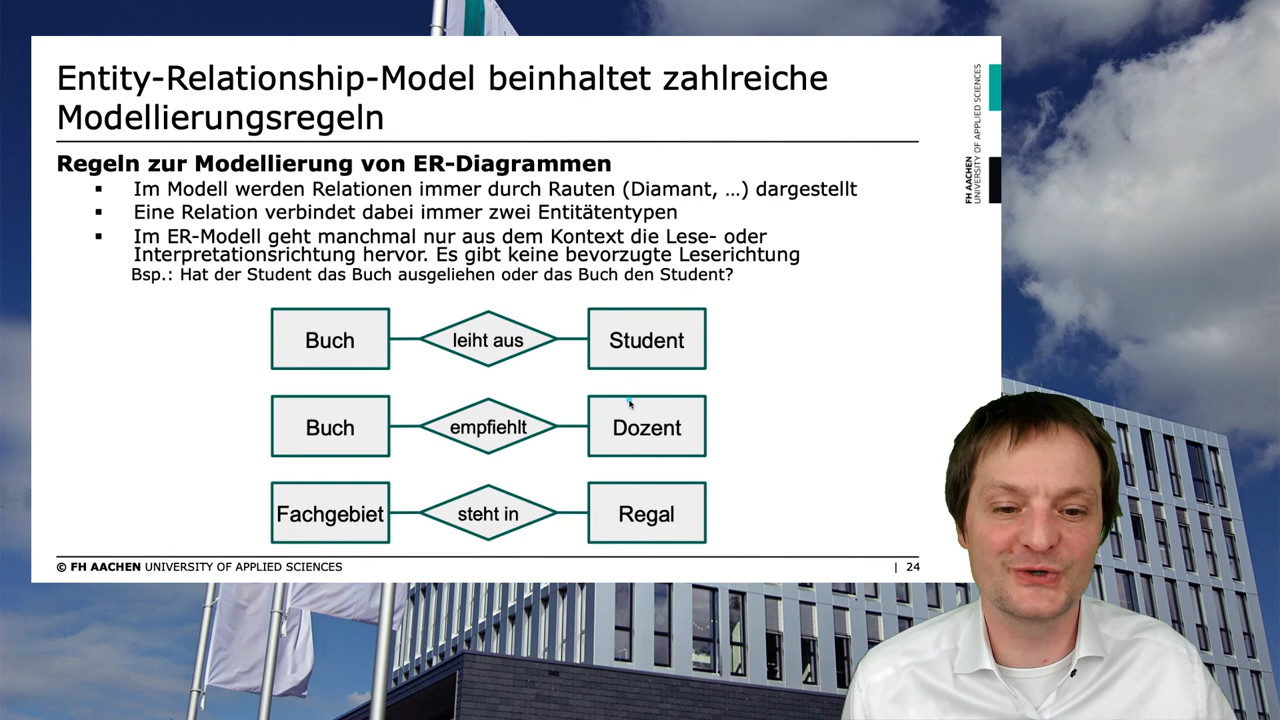 Entity-Relationship-Model beinhaltet zahlreiche
Modellierungsregeln
Regeln zur Modellierung von ER-Diagrammen
▪ Im Modell werden Relationen immer durch Rauten (Diamant, ...) dargestellt
▪ Eine Relation verbindet dabei immer zwei Entitätentypen
▪ Im ER-Modell geht manchmal nur aus dem Kontext die Lese- oder
Interpretationsrichtung hervor. Es gibt keine bevorzugte Leserichtung
Bsp.: Hat der Student das Buch ausgeliehen oder das Buch den Student?
Buch leiht aus Student
Buch empfiehlt Dozent
Fachgebiet steht in Regal
© FH AACHEN UNIVERSITY OF APPLIED SCIENCES | 24
FH AACHEN
UNIVERSITY OF APPLIED SCIENCES